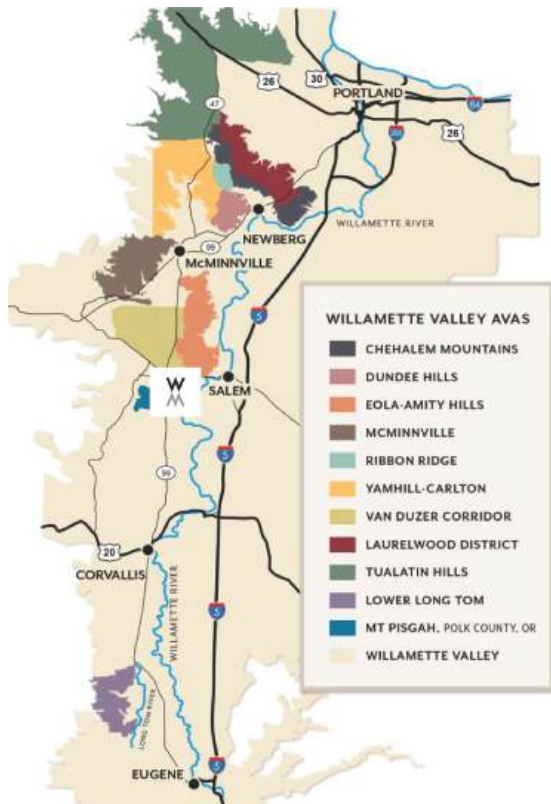 26
30
PORTLAND
84
47
26
WILLAMETTE RIVER
NEWBERG
99
McMINNVILLE
5
W
M
SALEM
5
99
20
CORVALLIS
WILLAMETTE RIVER
5
LONG TOM RIVER
EUGENE
5
WILLAMETTE VALLEY AVAS
CHEHALEM MOUNTAINS
DUNDEE HILLS
EOLA-AMITY HILLS
MCMINNVILLE
RIBBON RIDGE
YAMHILL-CARLTON
VAN DUZER CORRIDOR
LAURELWOOD DISTRICT
TUALATIN HILLS
LOWER LONG TOM
MT PISGAH, POLK COUNTY, OR
WILLAMETTE VALLEY